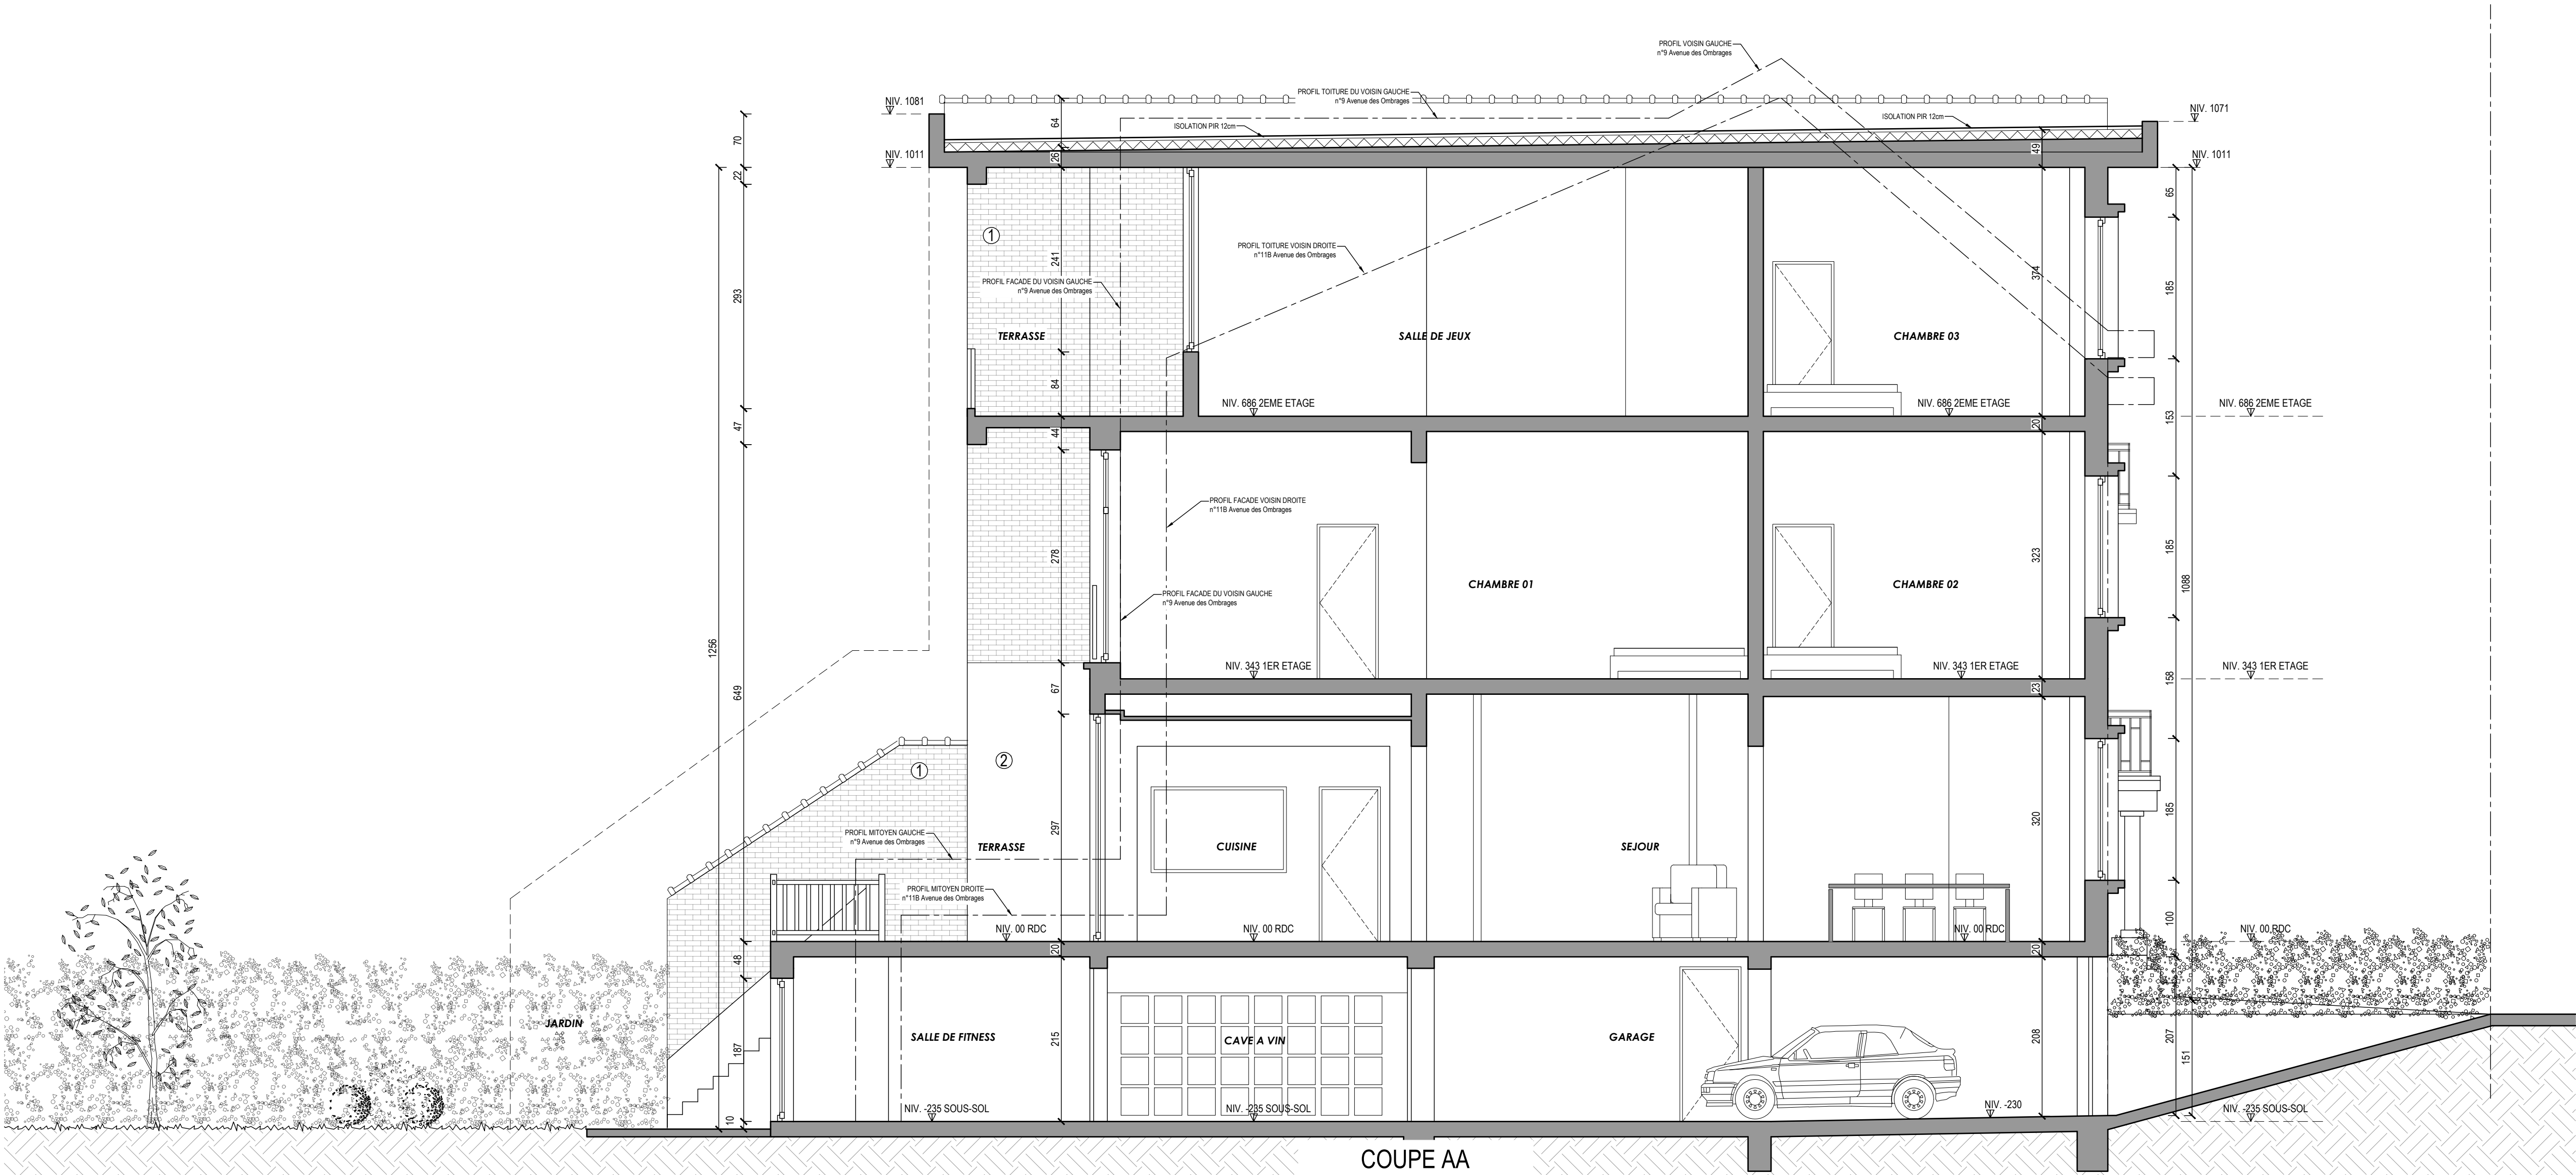 PROFIL VOISIN GAUCHE
n°9 Avenue des Ombrages
PROFIL TOITURE DU VOISIN GAUCHE
n°9 Avenue des Ombrages
NIV. 1081
NIV. 1071
ISOLATION PIR 12cm
ISOLATION PIR 12cm
70
64
26
49
NIV. 1011
NIV. 1011
22
65
1
241
293
374
185
PROFIL TOITURE VOISIN DROITE
n°11B Avenue des Ombrages
PROFIL FACADE DU VOISIN GAUCHE
n°9 Avenue des Ombrages
TERRASSE
SALLE DE JEUX
CHAMBRE 03
84
NIV. 686 2EME ETAGE
NIV. 686 2EME ETAGE
NIV. 686 2EME ETAGE
153
47
44
20
PROFIL FACADE VOISIN DROITE
n°11B Avenue des Ombrages
278
323
185
1088
CHAMBRE 01
CHAMBRE 02
PROFIL FACADE DU VOISIN GAUCHE
n°9 Avenue des Ombrages
1256
649
NIV. 343 1ER ETAGE
NIV. 343 1ER ETAGE
NIV. 343 1ER ETAGE
67
23
158
1
2
297
320
185
PROFIL MITOYEN GAUCHE
n°9 Avenue des Ombrages
TERRASSE
CUISINE
SEJOUR
PROFIL MITOYEN DROITE
n°11B Avenue des Ombrages
100
NIV. 00 RDC
NIV. 00 RDC
NIV. 00 RDC
NIV. 00 RDC
48
20
20
JARDIN
187
SALLE DE FITNESS
215
CAVE A VIN
GARAGE
208
207
151
10
NIV. -235 SOUS-SOL
NIV. -235 SOUS-SOL
NIV. -230
NIV. -235 SOUS-SOL
COUPE AA